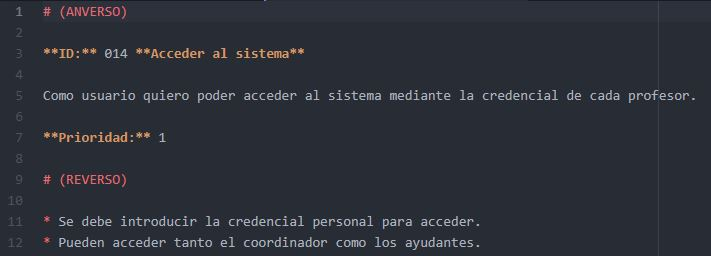 1 # (ANVERSO)
2
3 **ID:** 014 **Acceder al sistema**
4
5 Como usuario quiero poder acceder al sistema mediante la credencial de cada profesor.
6
7 **Prioridad:** 1
8
9 # (REVERSO)
10
11 * Se debe introducir la credencial personal para acceder.
12 * Pueden acceder tanto el coordinador como los ayudantes.